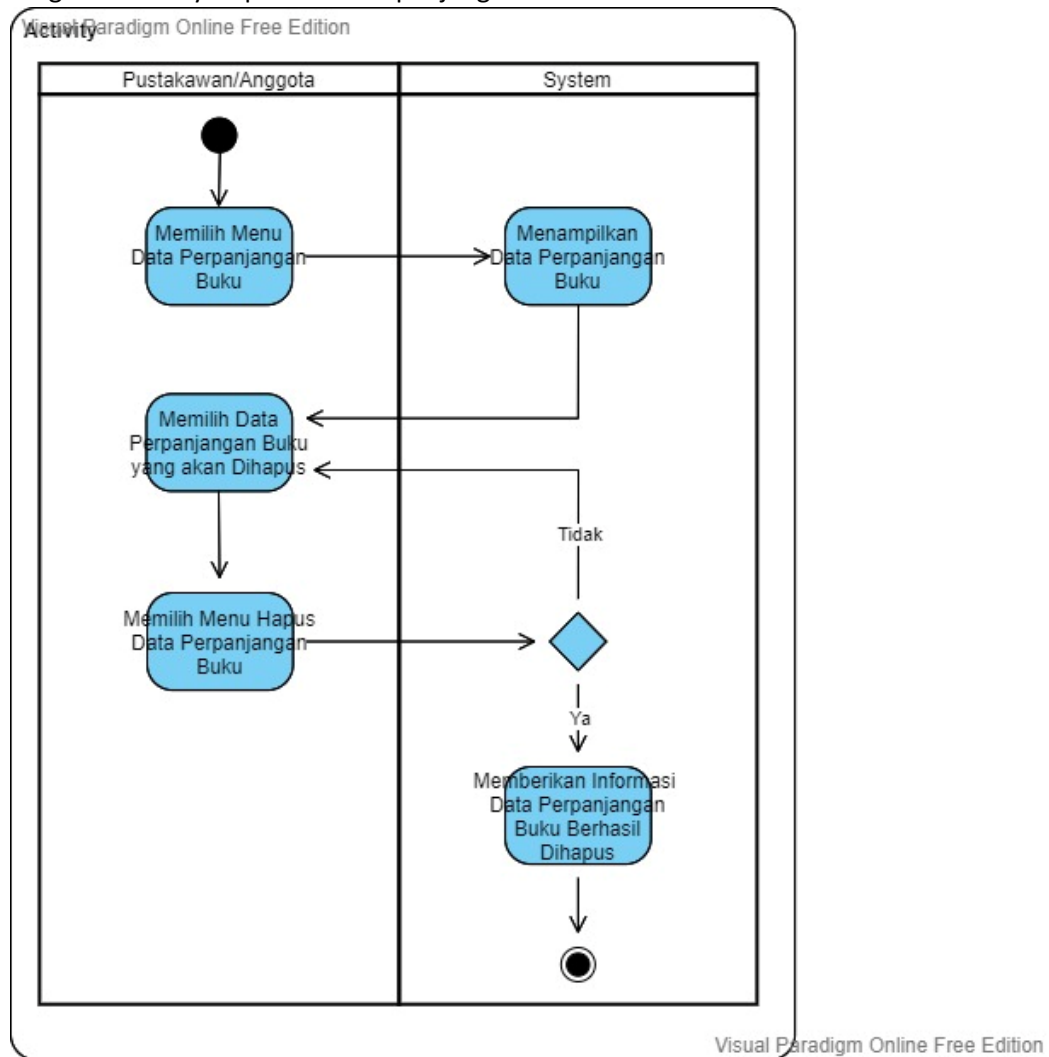 Activity
Visual Paradigm Online Free Edition
Pustakawan/Anggota
System
Memilih Menu
Data Perpanjangan
Buku
Menampilkan
Data Perpanjangan
Buku
Memilih Data
Perpanjangan Buku
yang akan Dihapus
Tidak
Memilih Menu Hapus
Data Perpanjangan
Buku
Ya
Memberikan Informasi
Data Perpanjangan
Buku Berhasil
Dihapus
Visual Paradigm Online Free Edition